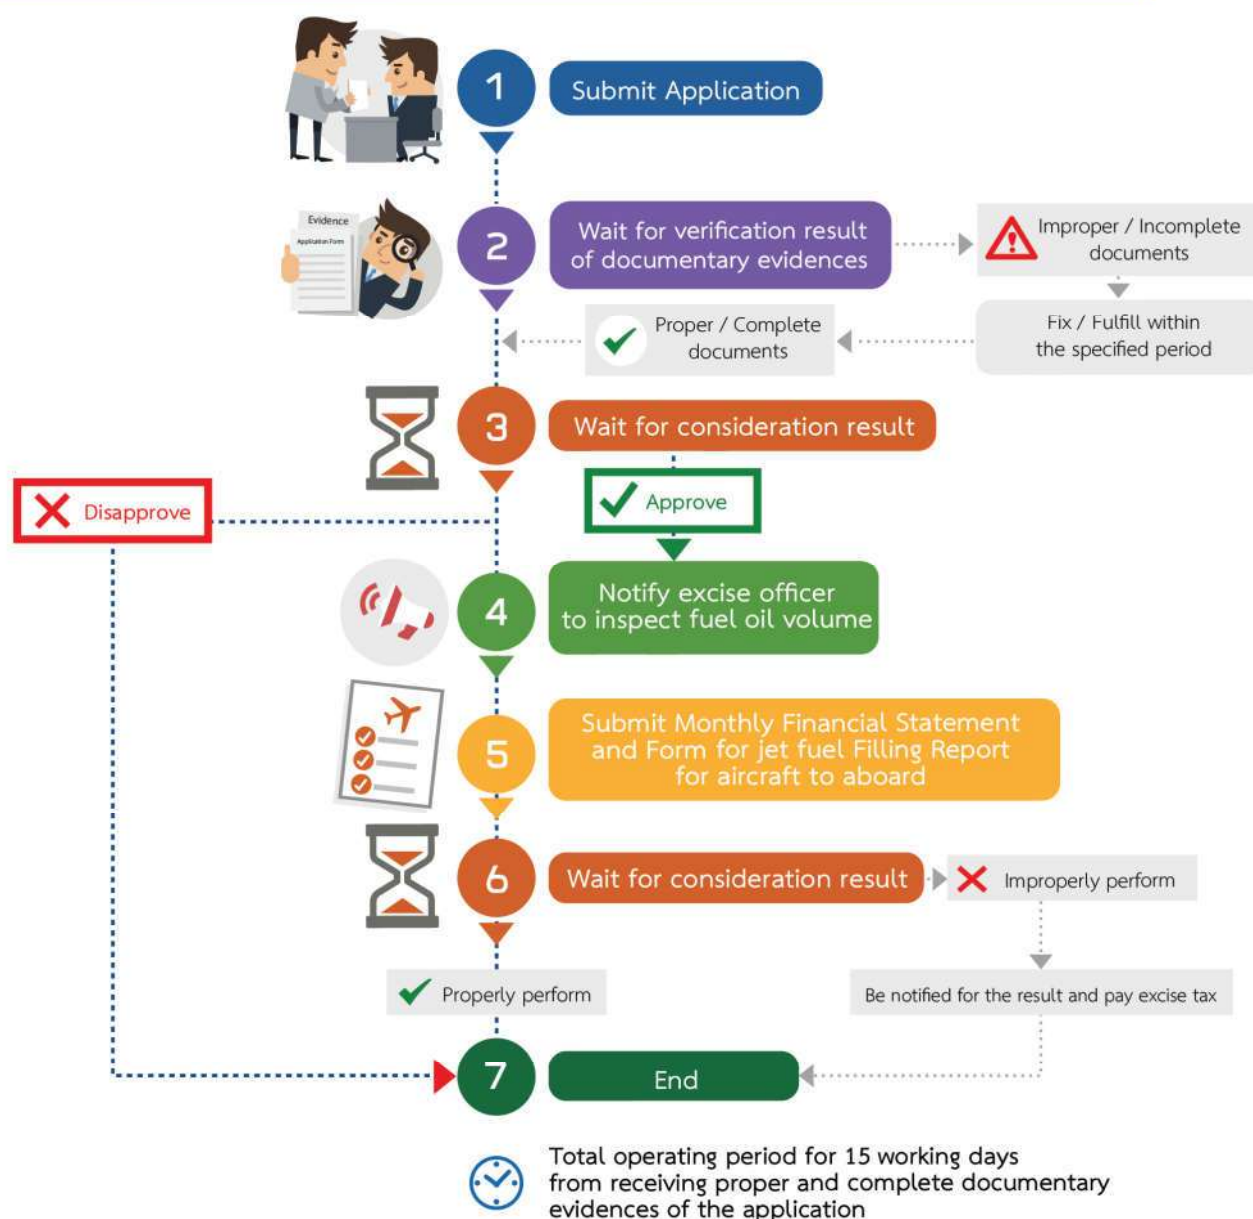 1
Submit Application
Evidence
Application Form
2
Wait for verification result
of documentary evidences
Improper / Incomplete
documents
Fix / Fulfill within
the specified period
Proper / Complete
documents
3
Wait for consideration result
Disapprove
Approve
4
Notify excise officer
to inspect fuel oil volume
5
Submit Monthly Financial Statement
and Form for jet fuel Filling Report
for aircraft to aboard
6
Wait for consideration result
Improperly perform
Properly perform
Be notified for the result and pay excise tax
7
End
Total operating period for 15 working days
from receiving proper and complete documentary
evidences of the application